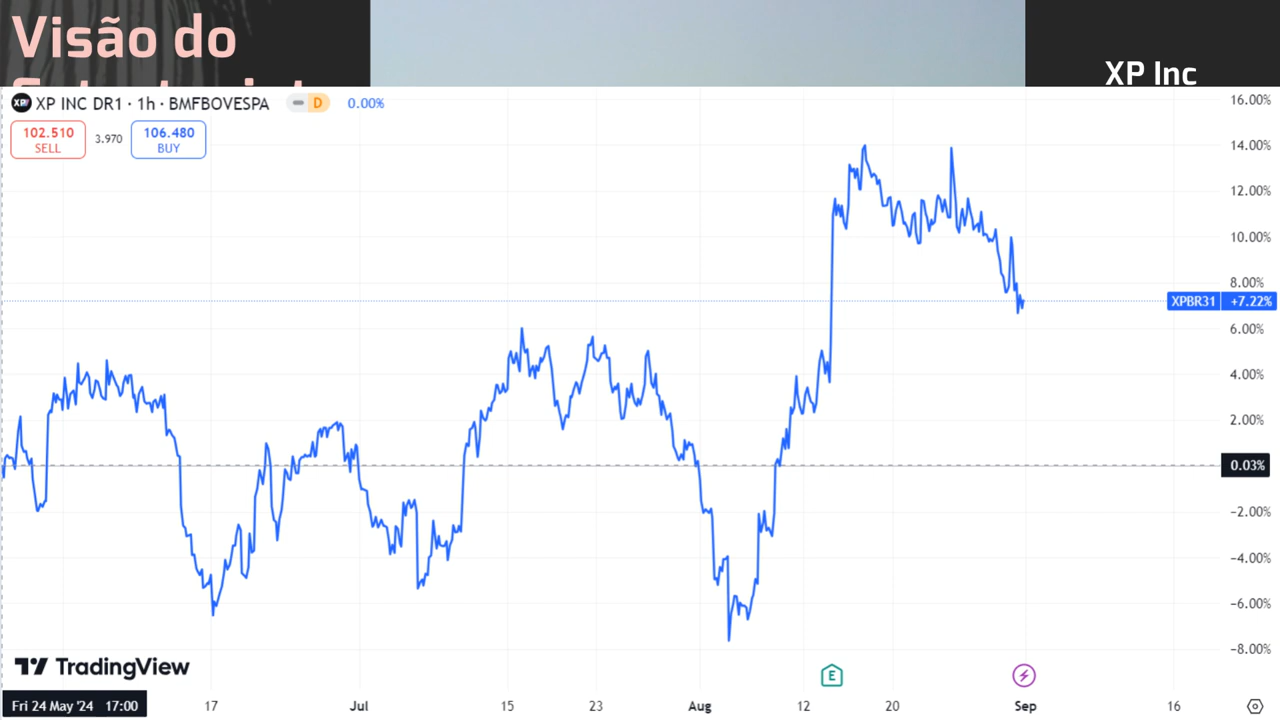 Visão do
XP Inc
XP XP INC DR1 · 1h · BMFBOVESPA D 0.00%
102.510 3.970 106.480
SELL BUY
16.00%
14.00%
12.00%
10.00%
8.00%
XPBR31 +7.22%
6.00%
4.00%
2.00%
0.03%
−2.00%
−4.00%
−6.00%
−8.00%
TradingView
E
Fri 24 May '24 17:00 17 Jul 15 23 Aug 12 20 Sep 16